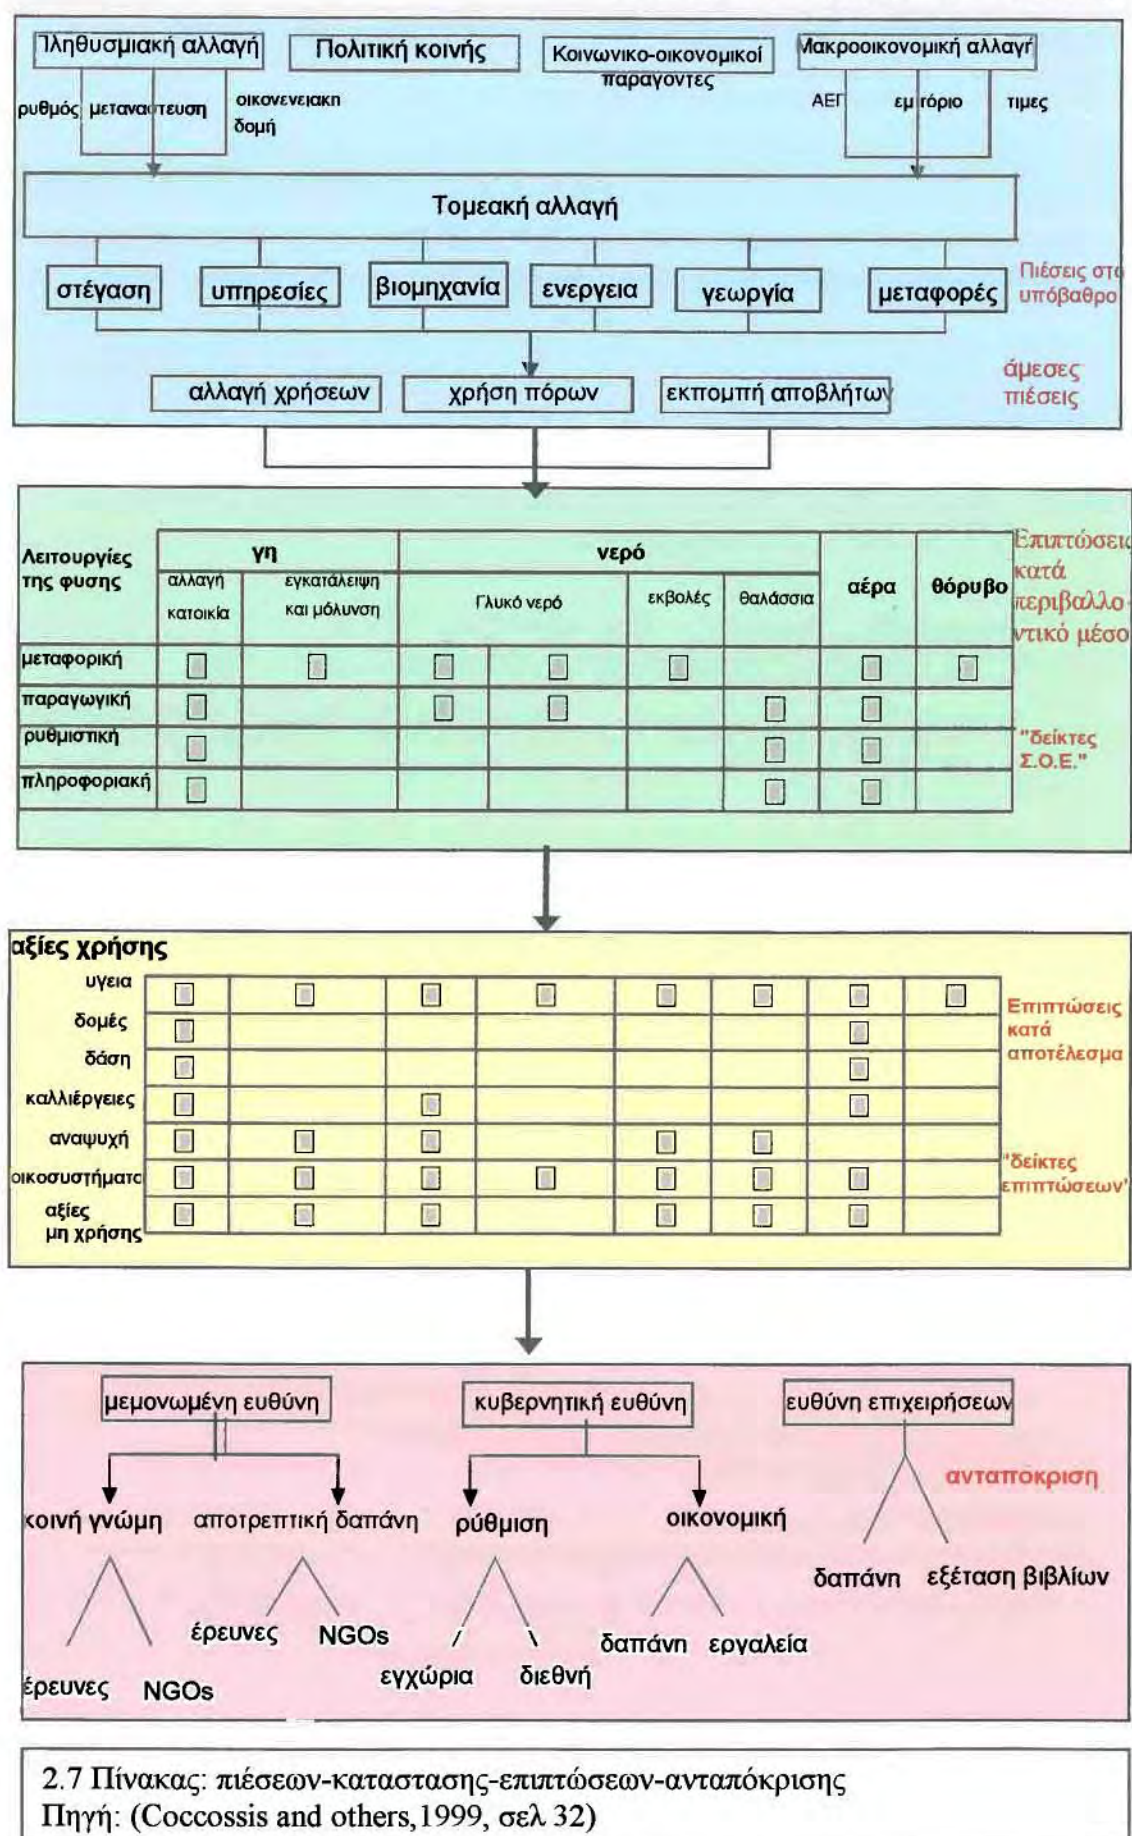 Πληθυσμιακή αλλαγή Πολιτική κοινής Κοινωνικο-οικονομικοί Μακροοικονομική αλλαγή
παραγοντες
ρυθμός μεταναστευση οικονενειακη ΑΕΠ εμπόριο τιμες
δομή
Τομεακή αλλαγή
στέγαση υπηρεσίες βιομηχανία ενεργεια γεωργία μεταφορές
Πιέσεις στο
υπόβαθρο
άμεσες
πιέσεις
αλλαγή χρήσεων χρήση πόρων εκπομπή αποβλήτων
Λειτουργίες
της φυσης
γη νερό αέρα θόρυβο
αλλαγή
κατοικία
εγκατάλειψη
και μόλυνση
Γλυκό νερό εκβολές θαλάσσια
Επιπτώσεις
κατά
περιβαλλο-
ντικό μέσο
μεταφορική
παραγωγική
ρυθμιστική
πληροφοριακή
"δείκτες
Σ.Ο.Ε."
αξίες χρήσης
υγεια
δομές
δάση
καλλιέργειες
αναψυχή
οικοσυστήματα
αξίες
μη χρήσης
Επιπτώσεις
κατά
αποτέλεσμα
"δείκτες
επιπτώσεων"
μεμονωμένη ευθύνη κυβερνητική ευθύνη ευθύνη επιχειρήσεων
ανταπόκριση
κοινή γνώμη αποτρεπτική δαπάνη ρύθμιση οικονομική
δαπάνη εξέταση βιβλίων
έρευνες NGOs δαπάνη εργαλεία
εγχώρια διεθνή
έρευνες NGOs
2.7 Πίνακας: πιέσεων-καταστασης-επιπτώσεων-ανταπόκρισης
Πηγή: (Coccossis and others,1999, σελ 32)